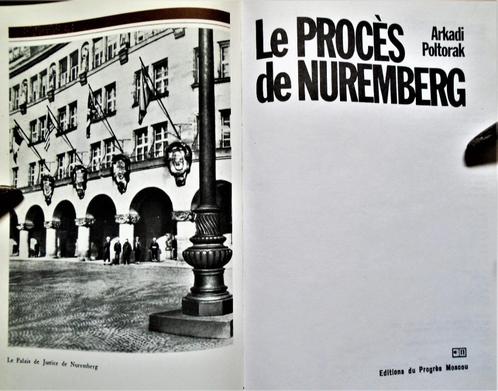 Le Palais de Justice de Nuremberg
Arkadi
Poltorak
Le PROCÈS
de NUREMBERG
Editions du Progrès Moscou